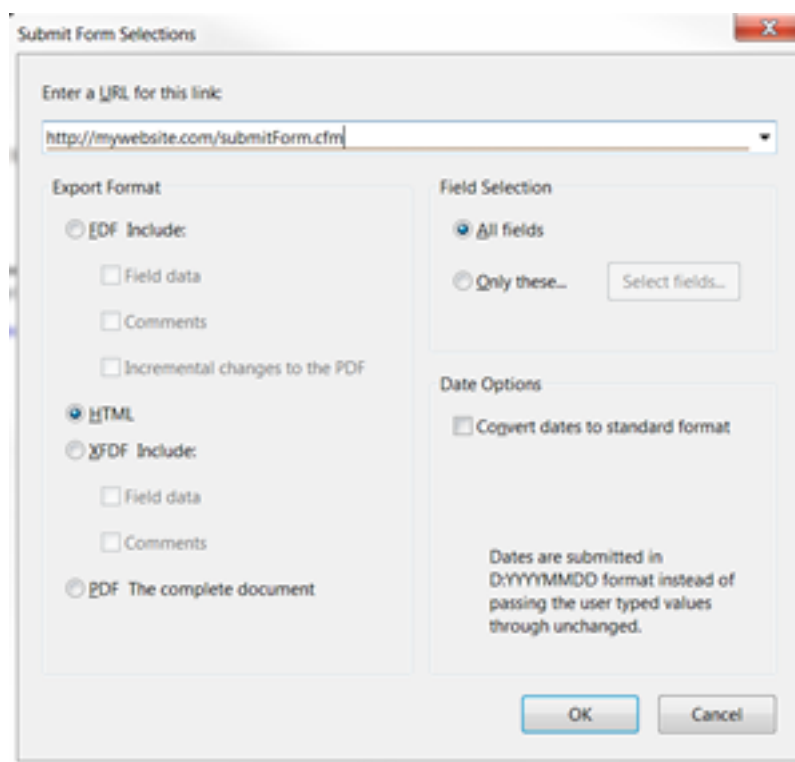 Submit Form Selections
Enter a URL for this link:
http://mywebsite.com/submitForm.cfm
Export Format
FDF Include:
Field data
Comments
Incremental changes to the PDF
HTML
XFDF Include:
Field data
Comments
PDF The complete document
Field Selection
All fields
Only these...
Select fields...
Date Options
Convert dates to standard format
Dates are submitted in
D:YYYYMMDD format instead of
passing the user typed values
through unchanged.
OK
Cancel